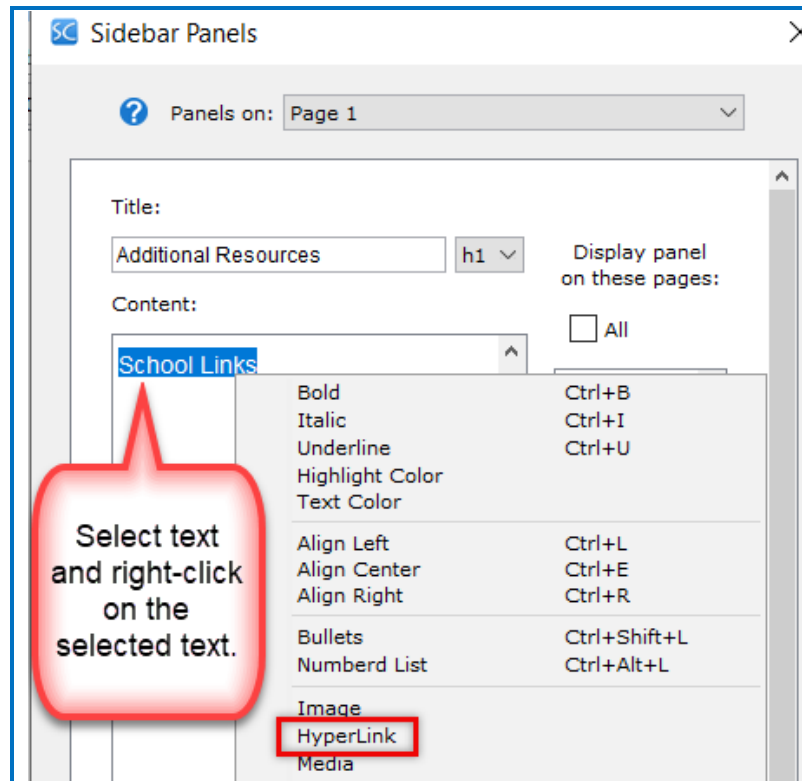 SC Sidebar Panels
? Panels on: Page 1
Title:
Additional Resources h1
Display panel
on these pages:
Content:
All
School Links
Bold Ctrl+B
Italic Ctrl+I
Underline Ctrl+U
Highlight Color
Text Color
Align Left Ctrl+L
Align Center Ctrl+E
Align Right Ctrl+R
Bullets Ctrl+Shift+L
Numberd List Ctrl+Alt+L
Image
HyperLink
Media
Select text
and right-click
on the
selected text.